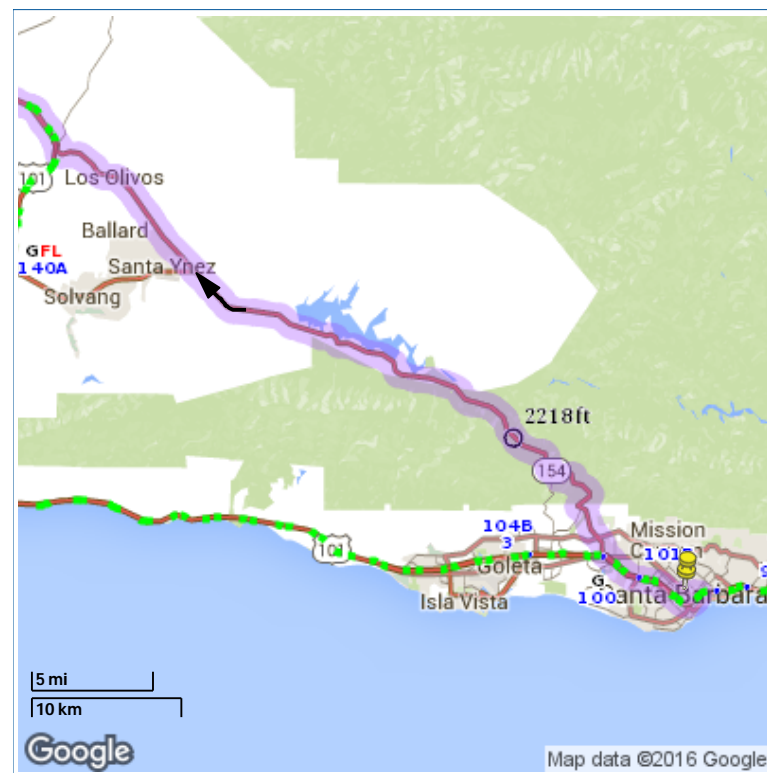 101
Los Olivos
Ballard
GFL
140A
Santa Ynez
Solvang
2218ft
154
104B
3
Mission
101
Goleta
G
100
Santa Barbara
Isla Vista
5 mi
10 km
Google
Map data ©2016 Google